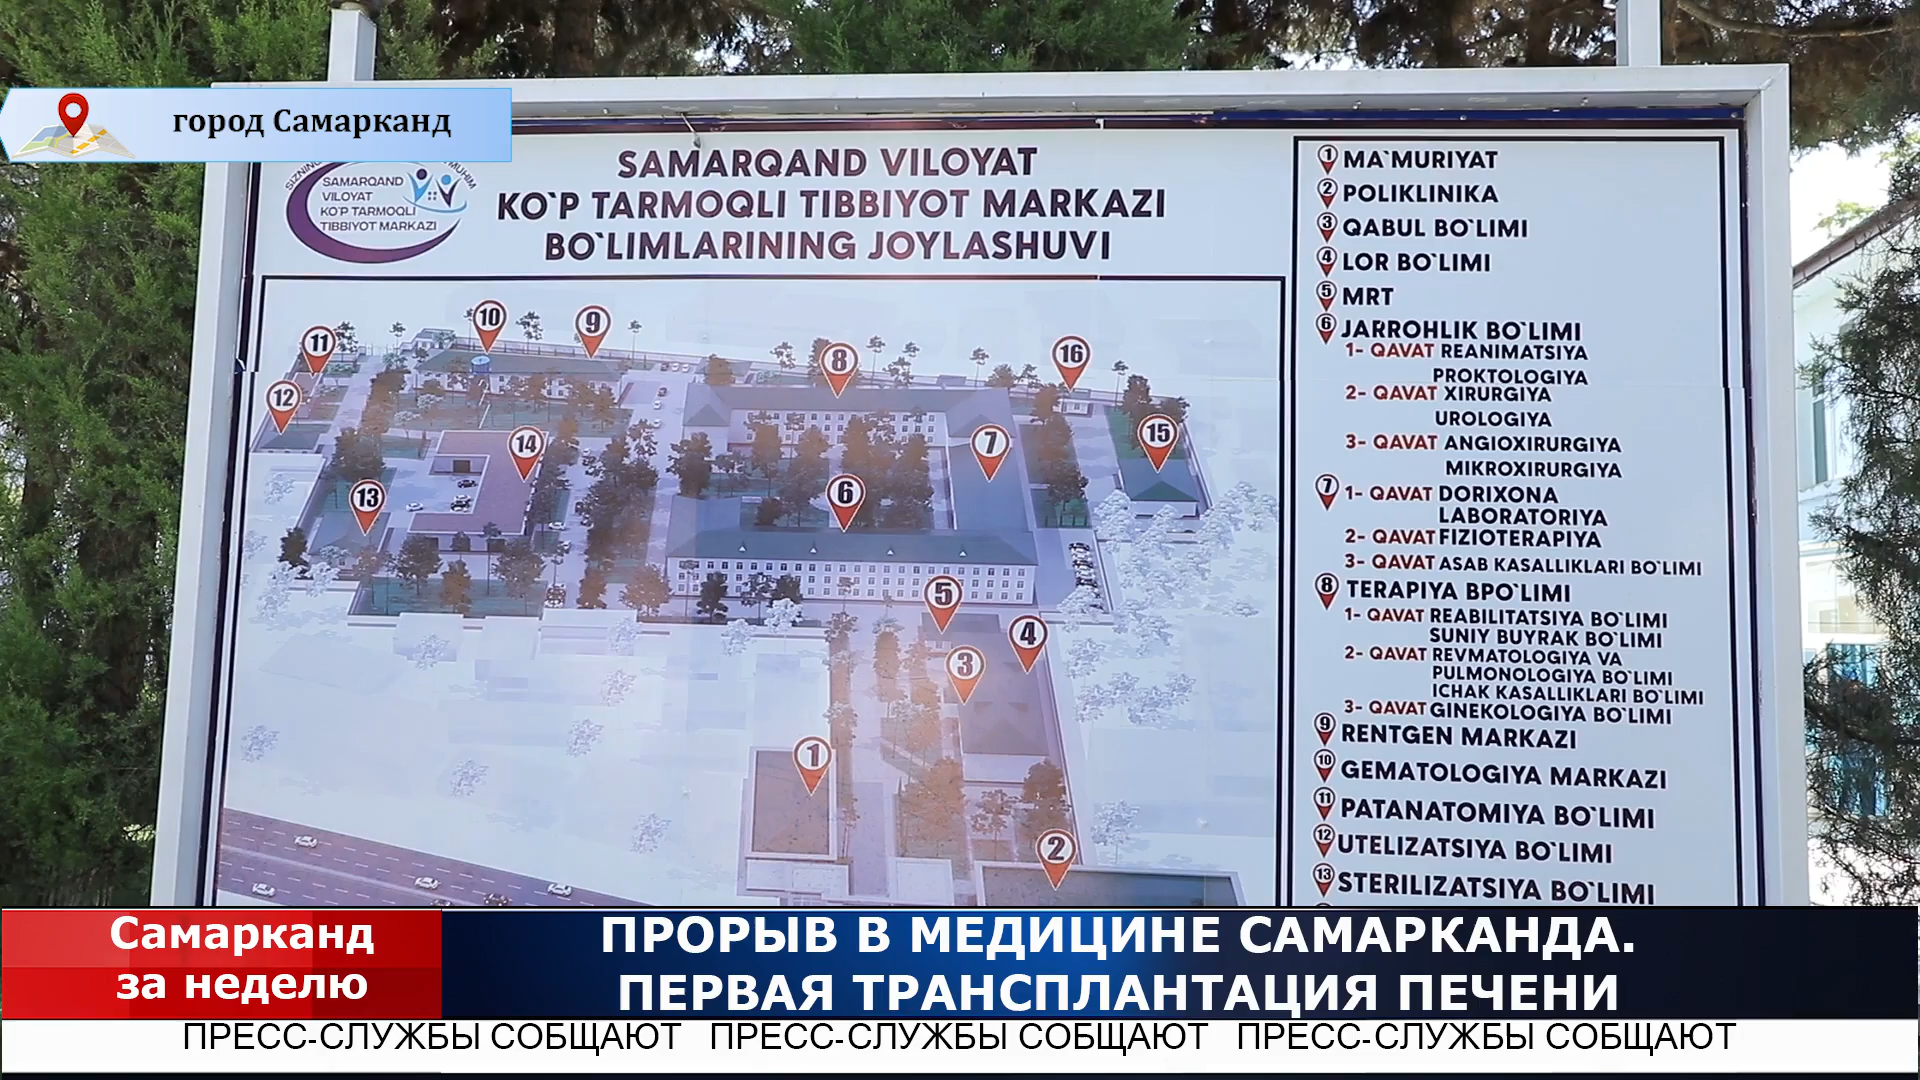 город Самарканд
SAMARQAND
VILOYAT
KO'P TARMOQLI
TIBBIYOT MARKAZI
SAMARQAND VILOYAT
KO`P TARMOQLI TIBBIYOT MARKAZI
BO`LIMLARINING JOYLASHUVI
11
10
9
8
16
12
14
7
15
13
6
5
4
3
1
2
1 MA`MURIYAT
2 POLIKLINIKA
3 QABUL BO`LIMI
4 LOR BO`LIMI
5 MRT
6 JARROHLIK BO`LIMI
1- QAVAT REANIMATSIYA
PROKTOLOGIYA
2- QAVAT XIRURGIYA
UROLOGIYA
3- QAVAT ANGIOXIRURGIYA
MIKROXIRURGIYA
7 1- QAVAT DORIXONA
LABORATORIYA
2- QAVAT FIZIOTERAPIYA
3- QAVAT ASAB KASALLIKLARI BO`LIMI
8 TERAPIYA BPO`LIMI
1- QAVAT REABILITATSIYA BO`LIMI
SUNIY BUYRAK BO`LIMI
2- QAVAT REVMATOLOGIYA VA
PULMONOLOGIYA BO`LIMI
ICHAK KASALLIKLARI BO`LIMI
3- QAVAT GINEKOLOGIYA BO`LIMI
9 RENTGEN MARKAZI
10 GEMATOLOGIYA MARKAZI
11 PATANATOMIYA BO`LIMI
12 UTELIZATSIYA BO`LIMI
13 STERILIZATSIYA BO`LIMI
Самарканд
за неделю
ПРОРЫВ В МЕДИЦИНЕ САМАРКАНДА.
ПЕРВАЯ ТРАНСПЛАНТАЦИЯ ПЕЧЕНИ
ПРЕСС-СЛУЖБЫ СОБЩАЮТ ПРЕСС-СЛУЖБЫ СОБЩАЮТ ПРЕСС-СЛУЖБЫ СОБЩАЮТ